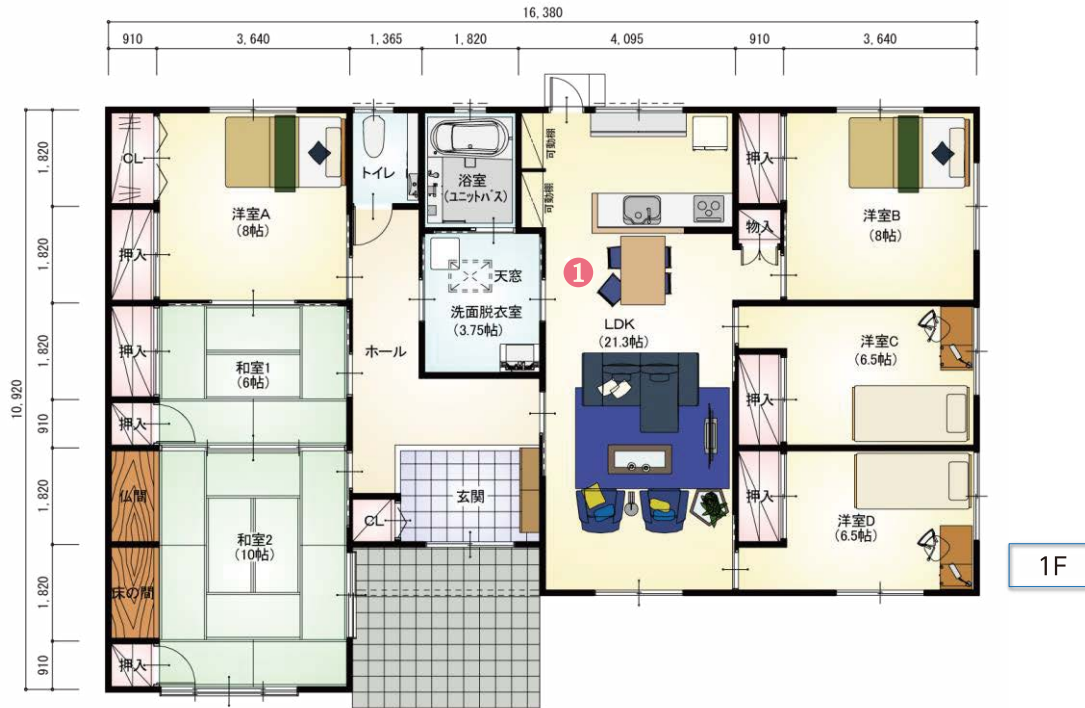 16,380
910
3,640
1,365
1,820
4,095
910
3,640
10,920
1,820
1,820
1,820
910
1,820
1,820
910
CL
洋室A
(8帖)
トイレ
浴室
(ユニットバス)
可動棚
可動棚
押入
洋室B
(8帖)
物入
押入
天窓
洗面脱衣室
(3.75帖)
1
LDK
(21.3帖)
ホール
押入
和室1
(6帖)
押入
洋室C
(6.5帖)
押入
仏間
和室2
(10帖)
床の間
押入
CL
玄関
押入
洋室D
(6.5帖)
1F